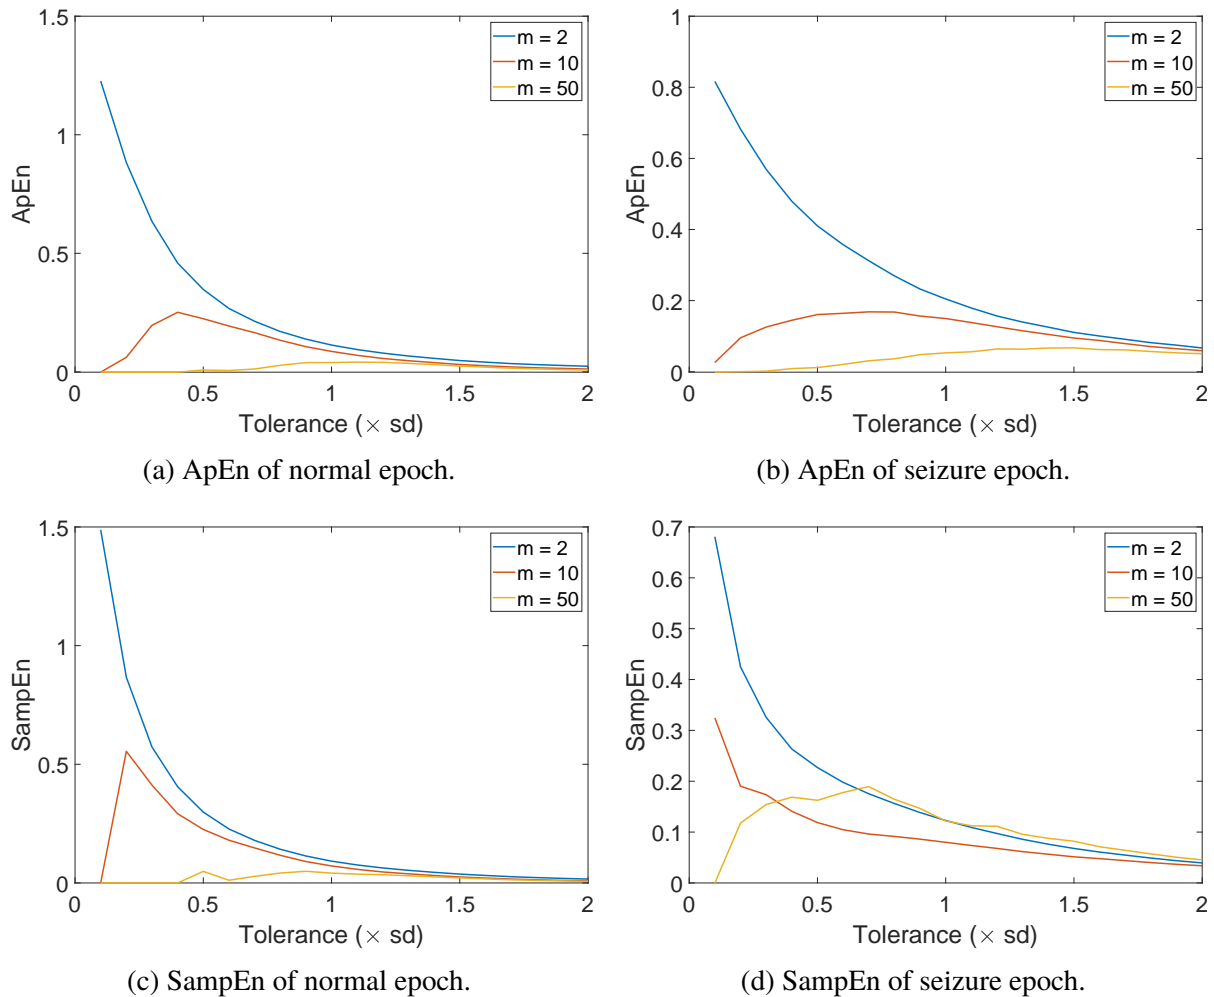 1.5
1
0.5
0
ApEn
0 0.5 1 1.5 2
Tolerance (× sd)
m = 2
m = 10
m = 50
(a) ApEn of normal epoch.
1
0.8
0.6
0.4
0.2
0
ApEn
0 0.5 1 1.5 2
Tolerance (× sd)
m = 2
m = 10
m = 50
(b) ApEn of seizure epoch.
1.5
1
0.5
0
SampEn
0 0.5 1 1.5 2
Tolerance (× sd)
m = 2
m = 10
m = 50
(c) SampEn of normal epoch.
0.7
0.6
0.5
0.4
0.3
0.2
0.1
0
SampEn
0 0.5 1 1.5 2
Tolerance (× sd)
m = 2
m = 10
m = 50
(d) SampEn of seizure epoch.